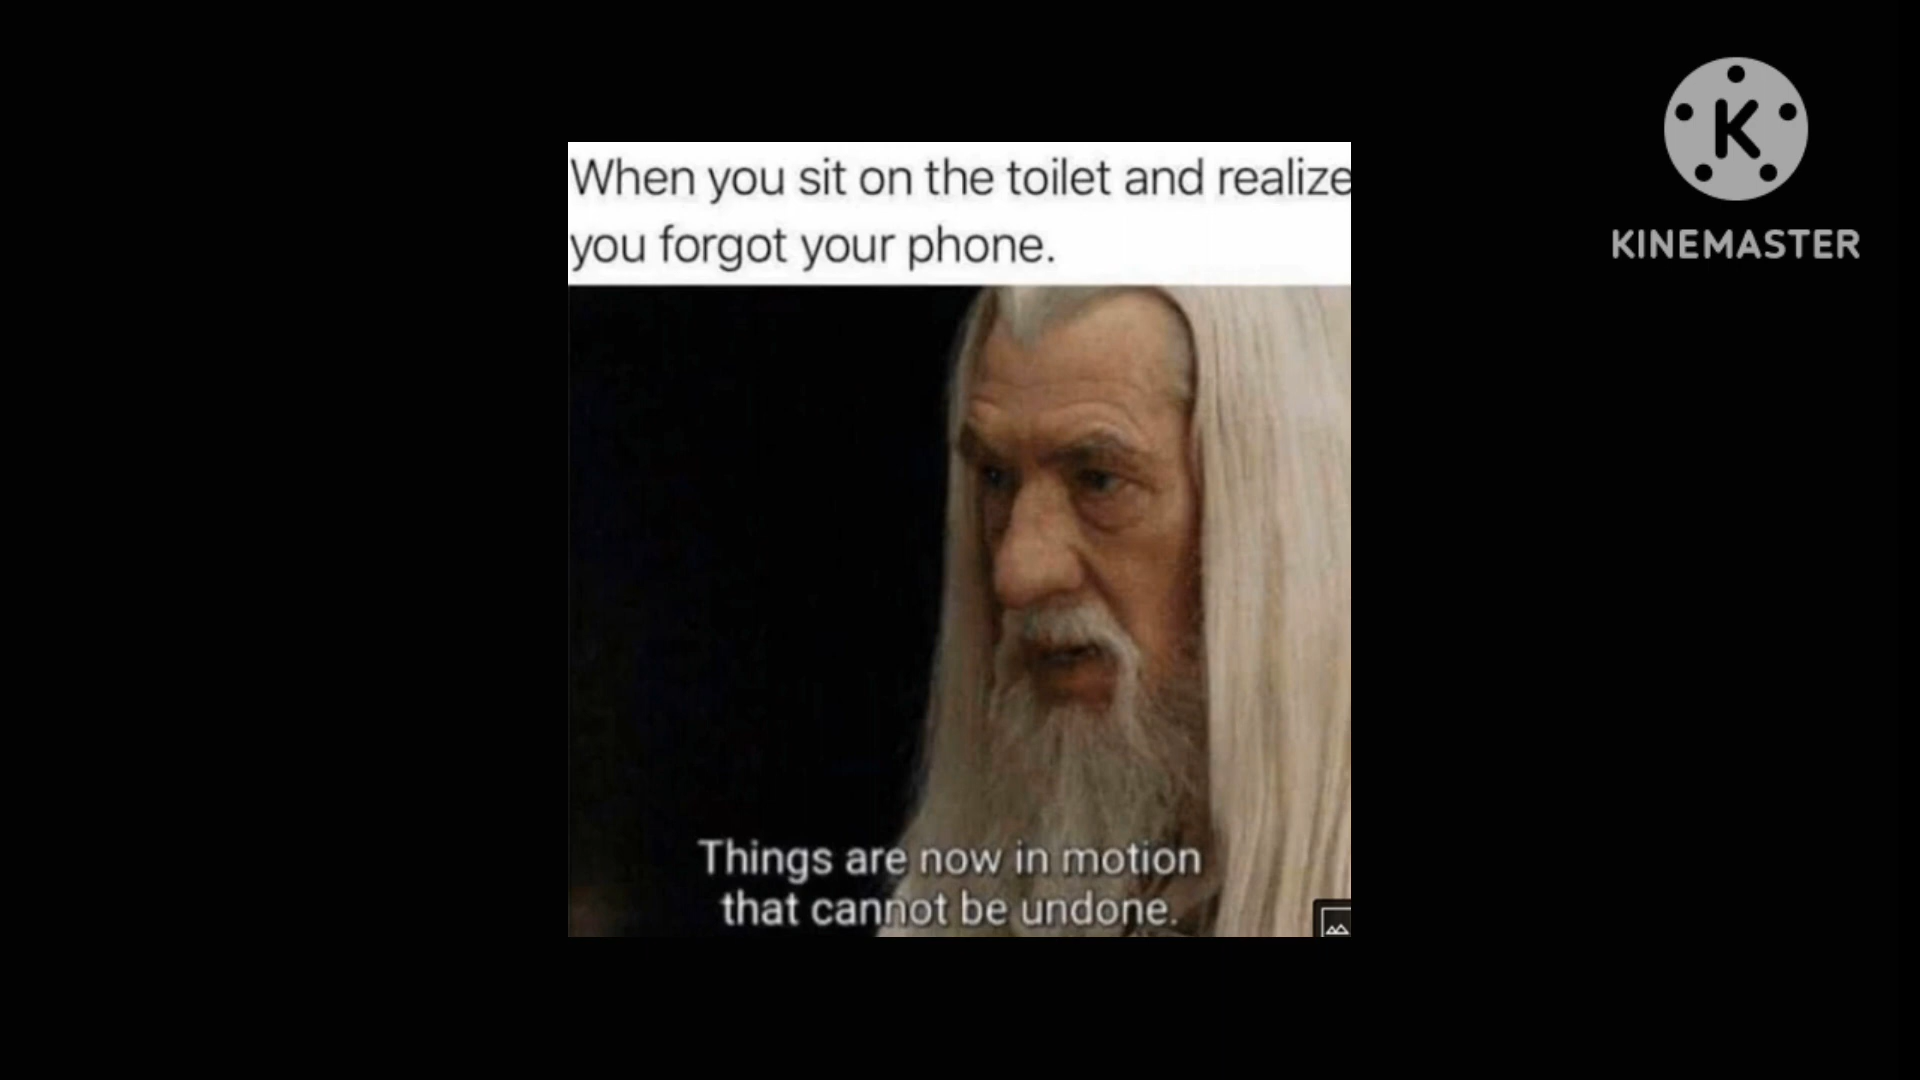 When you sit on the toilet and realize
you forgot your phone.
K
KINEMASTER
Things are now in motion
that cannot be undone.